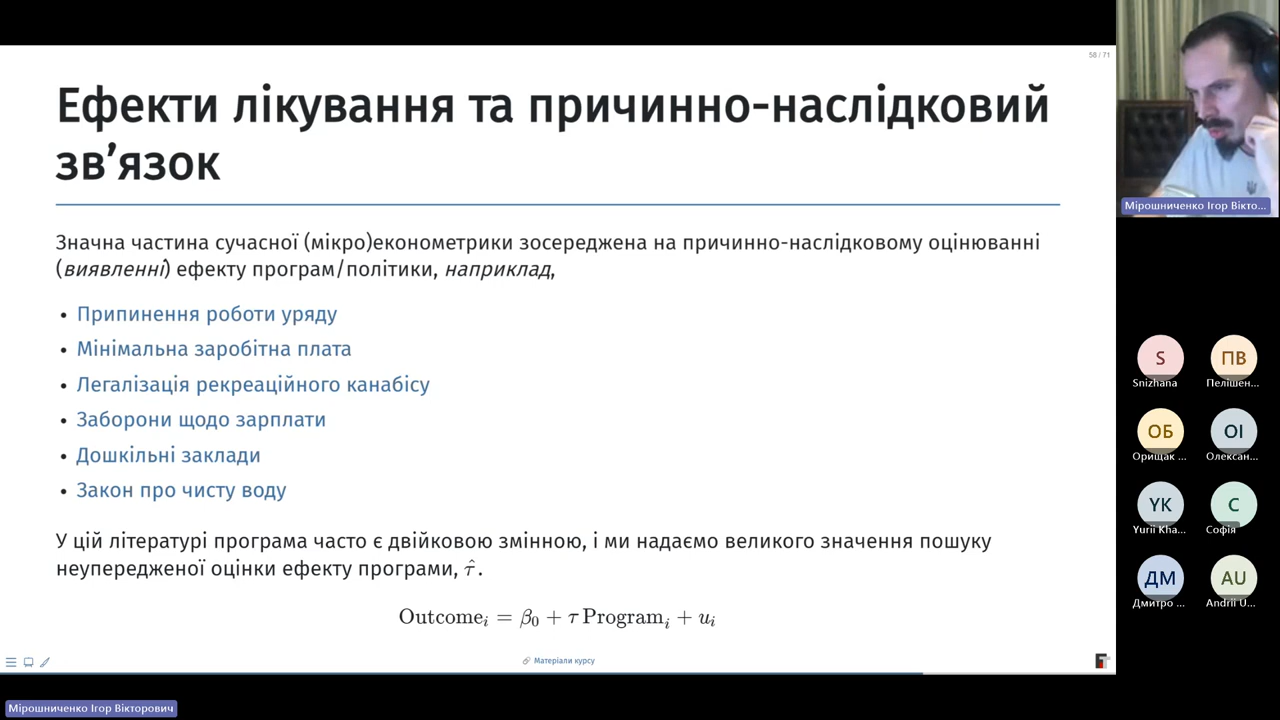 58 / 71
Ефекти лікування та причинно-наслідковий
зв’язок
Значна частина сучасної (мікро)економетрики зосереджена на причинно-наслідковому оцінюванні
(виявленні) ефекту програм/політики, наприклад,
• Припинення роботи уряду
• Мінімальна заробітна плата
• Легалізація рекреаційного канабісу
• Заборони щодо зарплати
• Дошкільні заклади
• Закон про чисту воду
У цій літературі програма часто є двійковою змінною, і ми надаємо великого значення пошуку
неупередженої оцінки ефекту програми, τ̂.
Outcomeᵢ = β₀ + τ Programᵢ + uᵢ
Матеріали курсу
Мірошниченко Ігор Вікто...
S
ПВ
Snizhana
Пелішен...
ОБ
ОІ
Орищак ...
Олексан...
YK
С
Yurii Kha...
Софія
ДМ
AU
Дмитро ...
Andrii U...
Мірошниченко Ігор Вікторович